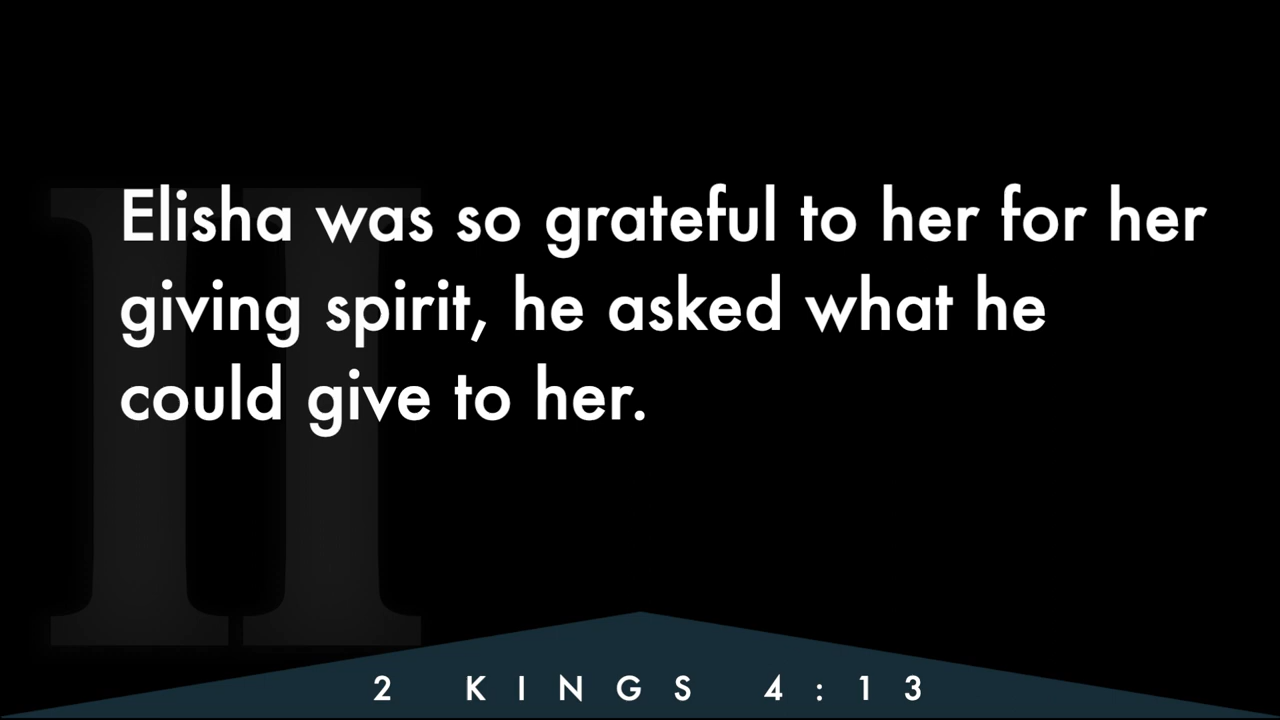 Elisha was so grateful to her for her
giving spirit, he asked what he
could give to her.
II
2 KINGS 4:13